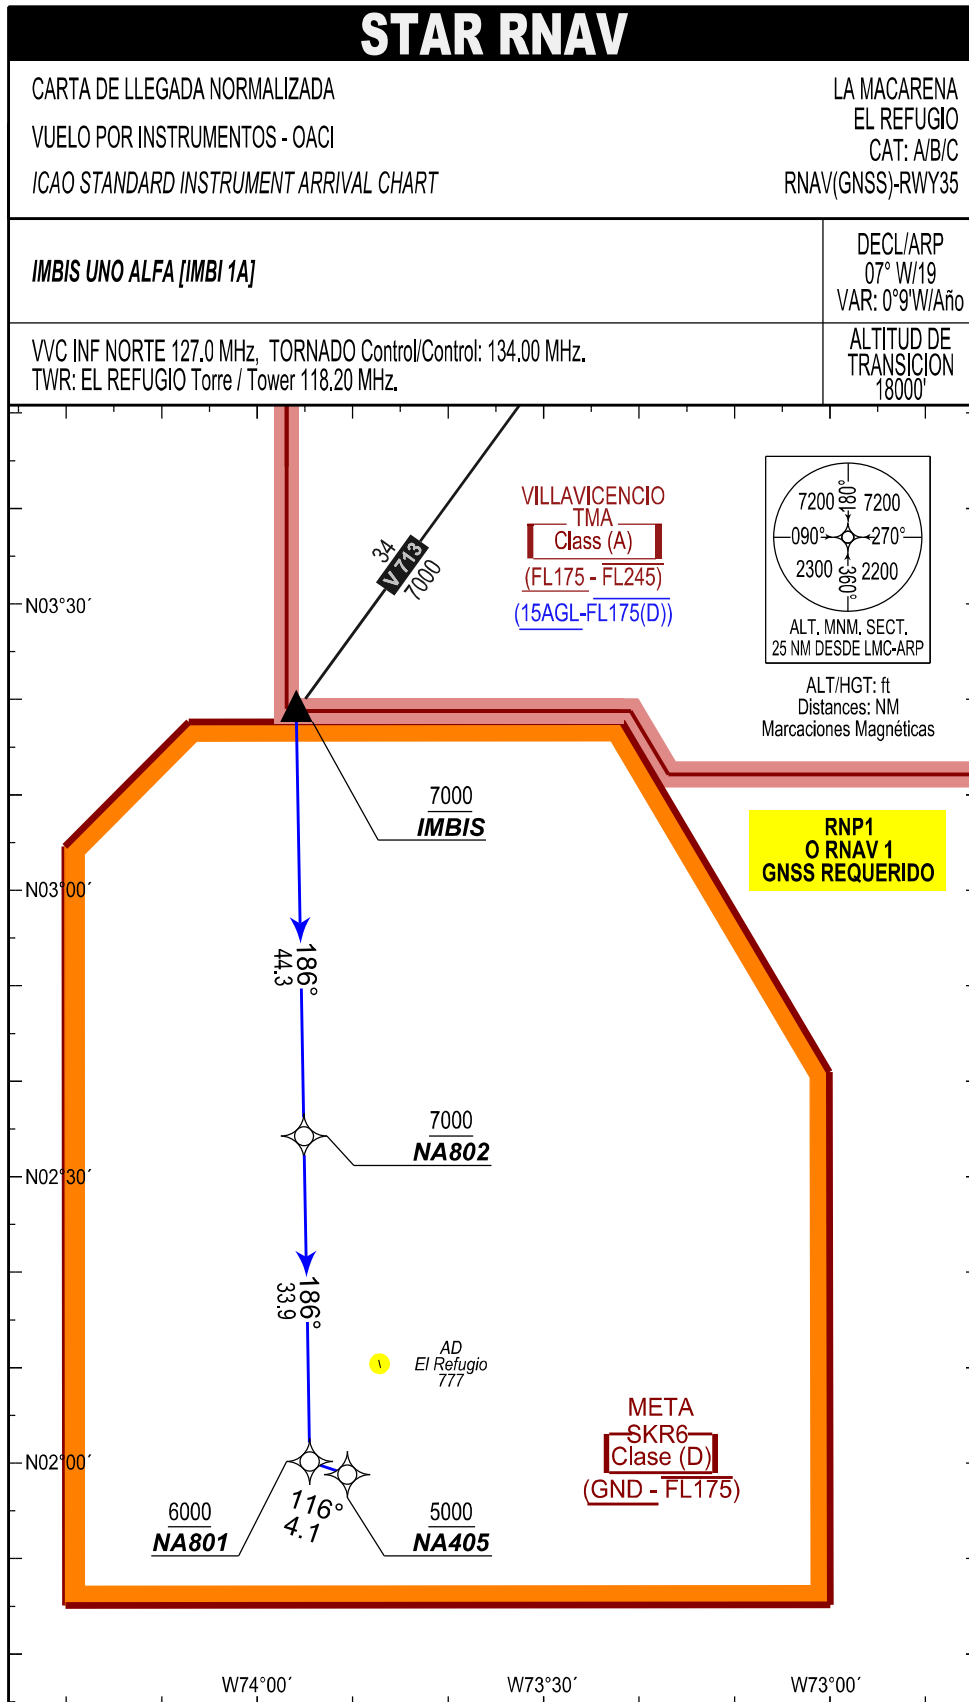 STAR RNAV
CARTA DE LLEGADA NORMALIZADA
VUELO POR INSTRUMENTOS - OACI
ICAO STANDARD INSTRUMENT ARRIVAL CHART
LA MACARENA
EL REFUGIO
CAT: A/B/C
RNAV(GNSS)-RWY35
IMBIS UNO ALFA [IMBI 1A]
DECL/ARP
07° W/19
VAR: 0°9'W/Año
VVC INF NORTE 127.0 MHz, TORNADO Control/Control: 134.00 MHz.
TWR: EL REFUGIO Torre / Tower 118.20 MHz.
ALTITUD DE
TRANSICION
18000'
34
V 713
7000
VILLAVICENCIO
TMA
Class (A)
(FL175 - FL245)
(15AGL-FL175(D))
7200
180°
7200
090°
270°
2300
360°
2200
ALT. MNM. SECT.
25 NM DESDE LMC-ARP
ALT/HGT: ft
Distances: NM
Marcaciones Magnéticas
N03°30´
7000
IMBIS
RNP1
O RNAV 1
GNSS REQUERIDO
N03°00´
186°
44.3
7000
NA802
N02°30´
186°
33.9
AD
El Refugio
777
META
SKR6
Clase (D)
(GND - FL175)
N02°00´
116°
4.1
6000
NA801
5000
NA405
W74°00´
W73°30´
W73°00´